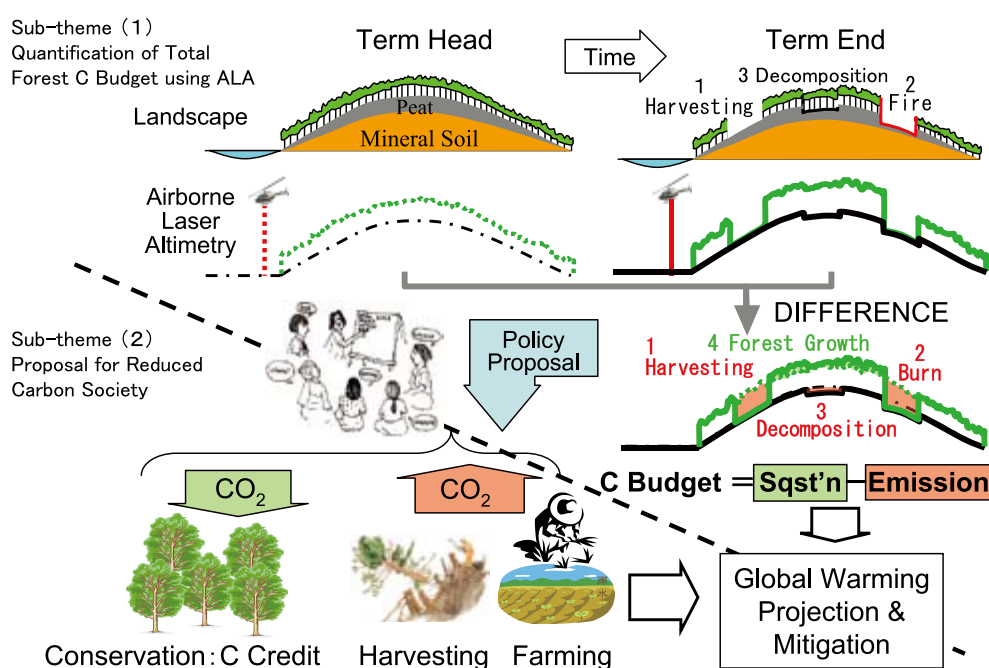 Sub-theme (1)
Quantification of Total
Forest C Budget using ALA
Term Head
Time
Term End
Landscape
Peat
Mineral Soil
1
Harvesting
3 Decomposition
2
Fire
Airborne
Laser
Altimetry
DIFFERENCE
4 Forest Growth
1
Harvesting
2
Burn
3
Decomposition
Sub-theme (2)
Proposal for Reduced
Carbon Society
Policy
Proposal
C Budget = Sqst'n − Emission
CO₂
CO₂
Global Warming
Projection &
Mitigation
Conservation : C Credit
Harvesting
Farming